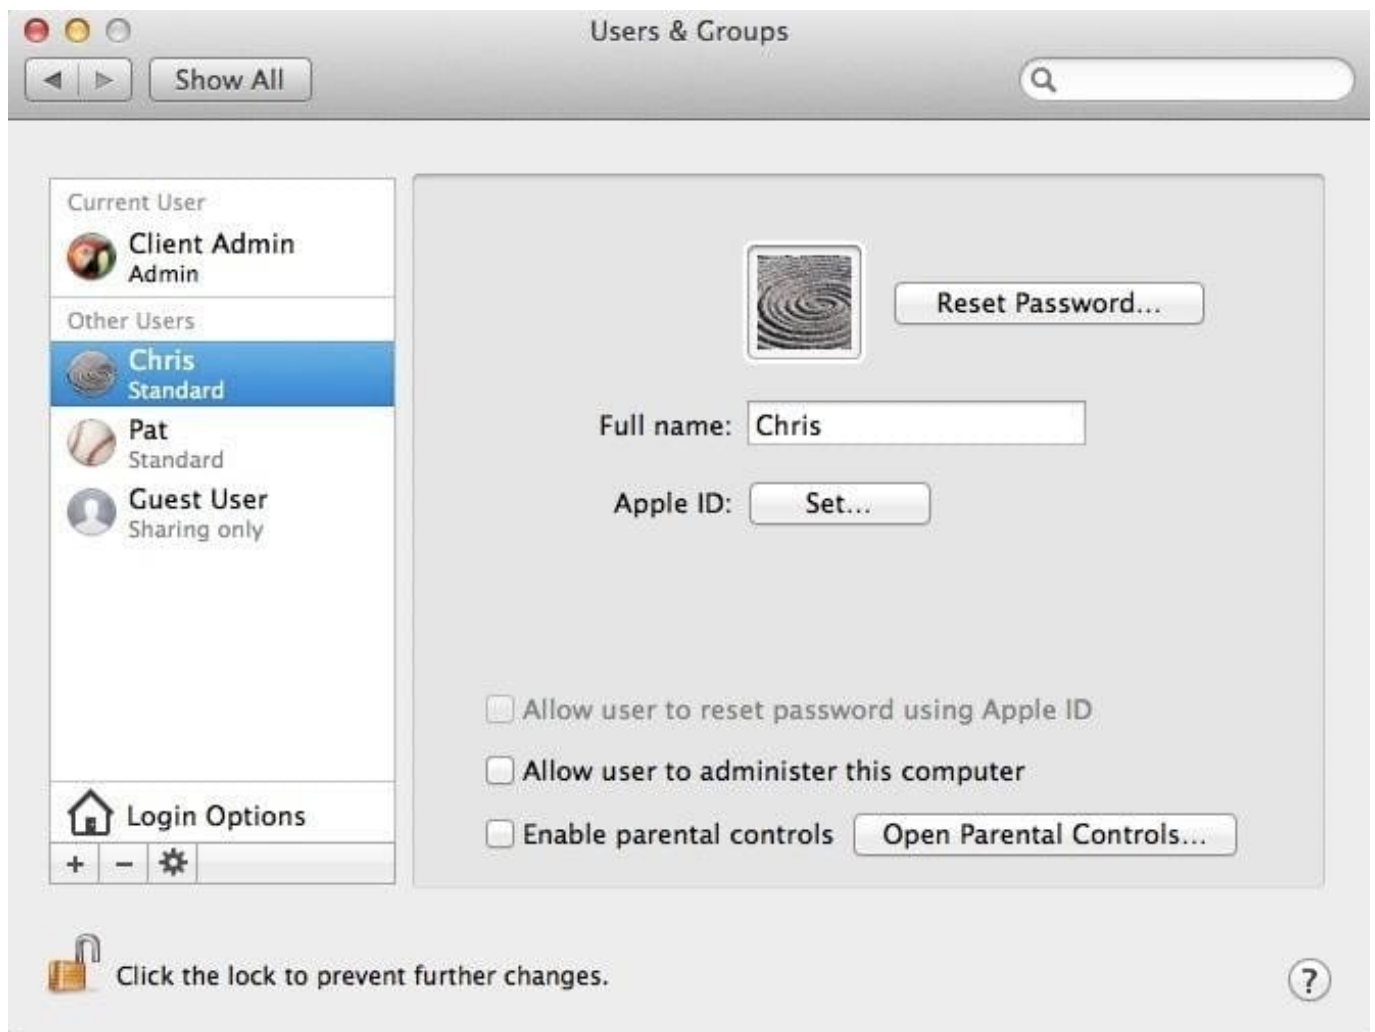 Users & Groups
Show All
Current User
Client Admin
Admin
Other Users
Chris
Standard
Pat
Standard
Guest User
Sharing only
Login Options
+ −
Reset Password...
Full name: Chris
Apple ID: Set...
Allow user to reset password using Apple ID
Allow user to administer this computer
Enable parental controls Open Parental Controls...
Click the lock to prevent further changes.
?